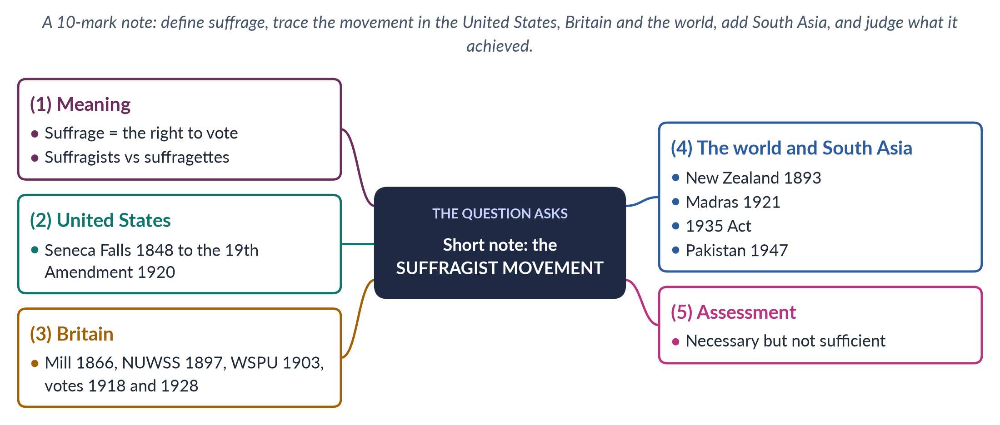 A 10-mark note: define suffrage, trace the movement in the United States, Britain and the world, add South Asia, and judge what it
achieved.
(1) Meaning
• Suffrage = the right to vote
• Suffragists vs suffragettes
(2) United States
• Seneca Falls 1848 to the 19th
Amendment 1920
(3) Britain
• Mill 1866, NUWSS 1897, WSPU 1903,
votes 1918 and 1928
THE QUESTION ASKS
Short note: the
SUFFRAGIST MOVEMENT
(4) The world and South Asia
• New Zealand 1893
• Madras 1921
• 1935 Act
• Pakistan 1947
(5) Assessment
• Necessary but not sufficient